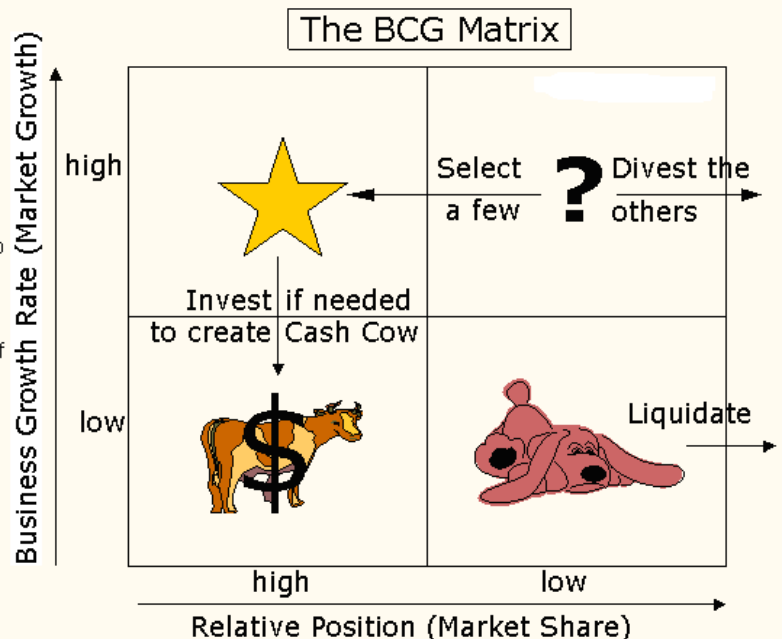 The BCG Matrix
Business Growth Rate (Market Growth)
high
Select
a few
?
Divest the
others
Invest if needed
to create Cash Cow
$
low
Liquidate
high
low
Relative Position (Market Share)